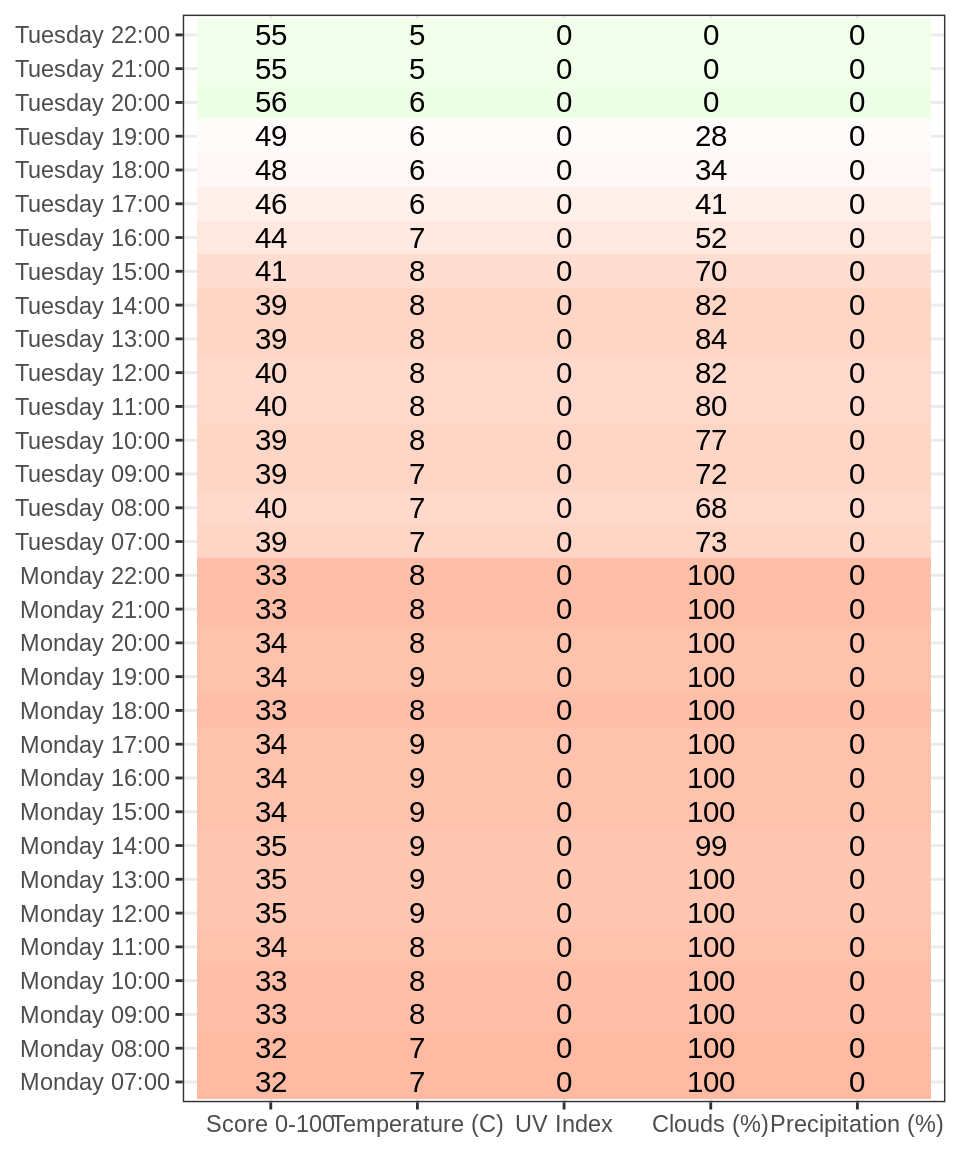 Tuesday 22:00 55 5 0 0 0
Tuesday 21:00 55 5 0 0 0
Tuesday 20:00 56 6 0 0 0
Tuesday 19:00 49 6 0 28 0
Tuesday 18:00 48 6 0 34 0
Tuesday 17:00 46 6 0 41 0
Tuesday 16:00 44 7 0 52 0
Tuesday 15:00 41 8 0 70 0
Tuesday 14:00 39 8 0 82 0
Tuesday 13:00 39 8 0 84 0
Tuesday 12:00 40 8 0 82 0
Tuesday 11:00 40 8 0 80 0
Tuesday 10:00 39 8 0 77 0
Tuesday 09:00 39 7 0 72 0
Tuesday 08:00 40 7 0 68 0
Tuesday 07:00 39 7 0 73 0
Monday 22:00 33 8 0 100 0
Monday 21:00 33 8 0 100 0
Monday 20:00 34 8 0 100 0
Monday 19:00 34 9 0 100 0
Monday 18:00 33 8 0 100 0
Monday 17:00 34 9 0 100 0
Monday 16:00 34 9 0 100 0
Monday 15:00 34 9 0 100 0
Monday 14:00 35 9 0 99 0
Monday 13:00 35 9 0 100 0
Monday 12:00 35 9 0 100 0
Monday 11:00 34 8 0 100 0
Monday 10:00 33 8 0 100 0
Monday 09:00 33 8 0 100 0
Monday 08:00 32 7 0 100 0
Monday 07:00 32 7 0 100 0
Score 0-100 Temperature (C) UV Index Clouds (%) Precipitation (%)